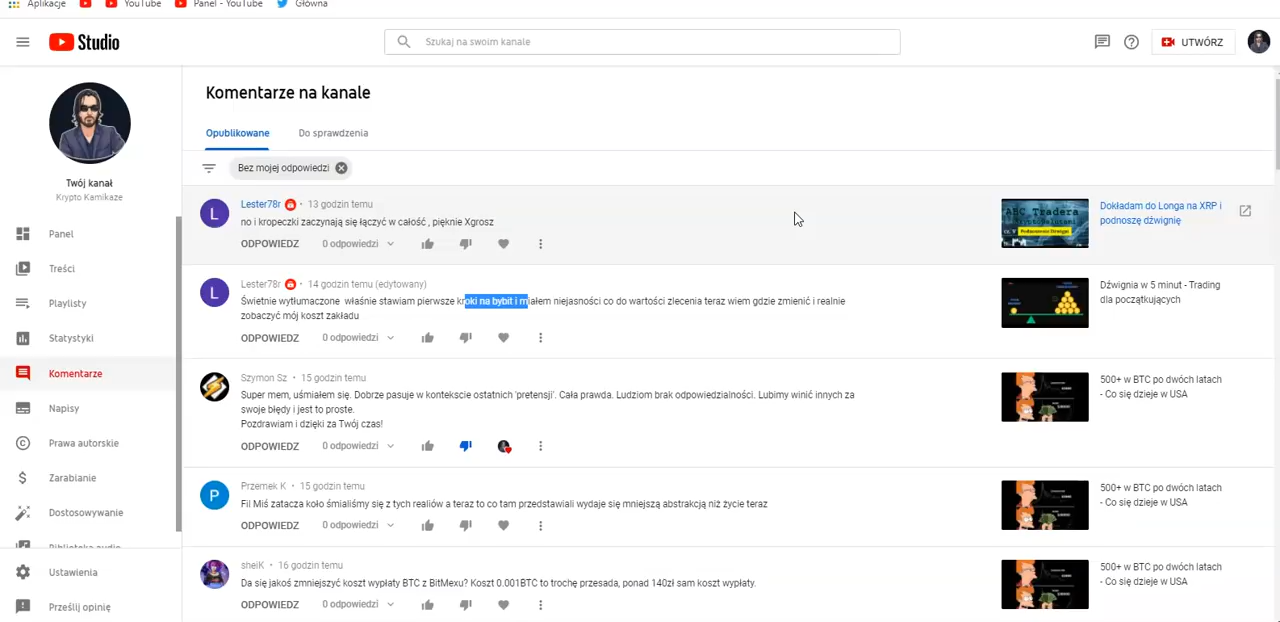 Aplikacje
YouTube
Panel - YouTube
Główna
Studio
Szukaj na swoim kanale
UTWÓRZ
Twój kanał
Krypto Kamikaze
Panel
Treści
Playlisty
Statystyki
Komentarze
Napisy
Prawa autorskie
Zarabianie
Dostosowywanie
Biblioteka audio
Ustawienia
Prześlij opinię
Komentarze na kanale
Opublikowane
Do sprawdzenia
Bez mojej odpowiedzi
L
Lester78r • 13 godzin temu
no i kropeczki zaczynają się łączyć w całość , pięknie Xgrosz
ODPOWIEDZ 0 odpowiedzi
ABC Tradera
Kryptowalutami
Dokładam do Longa na XRP i
podnoszę dźwignię
L
Lester78r • 14 godzin temu (edytowany)
Świetnie wytłumaczone właśnie stawiam pierwsze kroki na bybit i miałem niejasności co do wartości zlecenia teraz wiem gdzie zmienić i realnie
zobaczyć mój koszt zakładu
ODPOWIEDZ 0 odpowiedzi
Dźwignia w 5 minut - Trading
dla początkujących
Szymon Sz • 15 godzin temu
Super mem, uśmiałem się. Dobrze pasuje w kontekscie ostatnich 'pretensji'. Cała prawda. Ludziom brak odpowiedzialności. Lubimy winić innych za
swoje błędy i jest to proste.
Pozdrawiam i dzięki za Twój czas!
ODPOWIEDZ 0 odpowiedzi
500+ w BTC po dwóch latach
- Co się dzieje w USA
P
Przemek K • 15 godzin temu
Fil Miś zatacza koło śmialiśmy się z tych realiów a teraz to co tam przedstawiali wydaje się mniejszą abstrakcją niż życie teraz
ODPOWIEDZ 0 odpowiedzi
500+ w BTC po dwóch latach
- Co się dzieje w USA
sheiK • 16 godzin temu
Da się jakoś zmniejszyć koszt wypłaty BTC z BitMexu? Koszt 0.001BTC to trochę przesada, ponad 140zł sam koszt wypłaty.
ODPOWIEDZ 0 odpowiedzi
500+ w BTC po dwóch latach
- Co się dzieje w USA